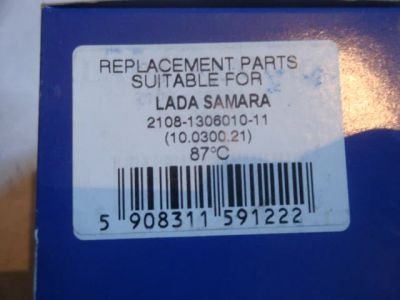 REPLACEMENT PARTS
SUITABLE FOR
LADA SAMARA
2108-1306010-11
(10.0300.21)
87°C
5 908311 591222